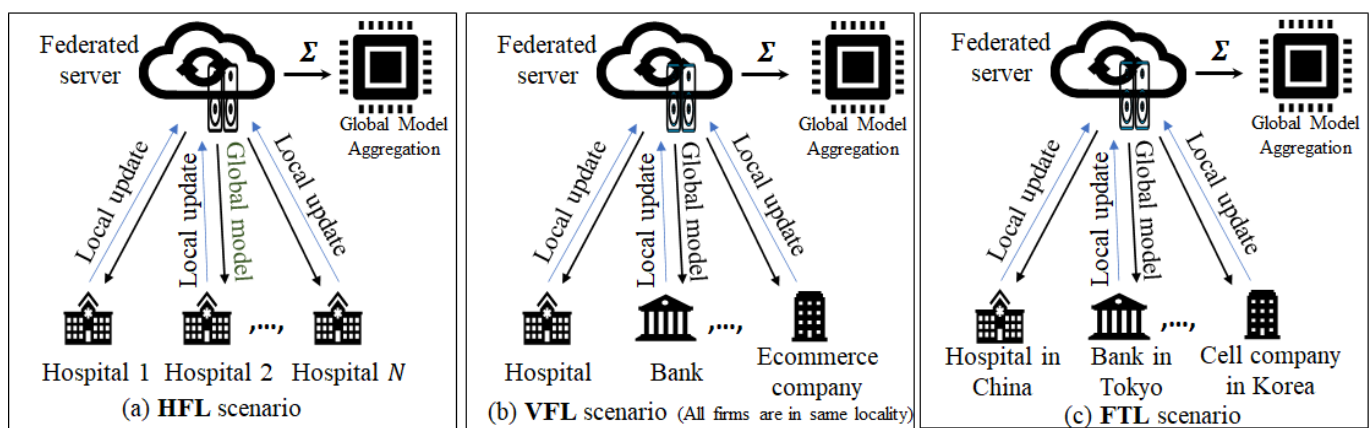 Federated
server
Σ
Global Model
Aggregation
Local update
Local update
Global model
Local update
Hospital 1
Hospital 2
,...,
Hospital N
(a) HFL scenario
Federated
server
Σ
Global Model
Aggregation
Local update
Local update
Global model
Local update
,...,
Hospital
Bank
Ecommerce
company
(b) VFL scenario (All firms are in same locality)
Federated
server
Σ
Global Model
Aggregation
Local update
Local update
Global model
Local update
,...,
Hospital in
China
Bank in
Tokyo
Cell company
in Korea
(c) FTL scenario